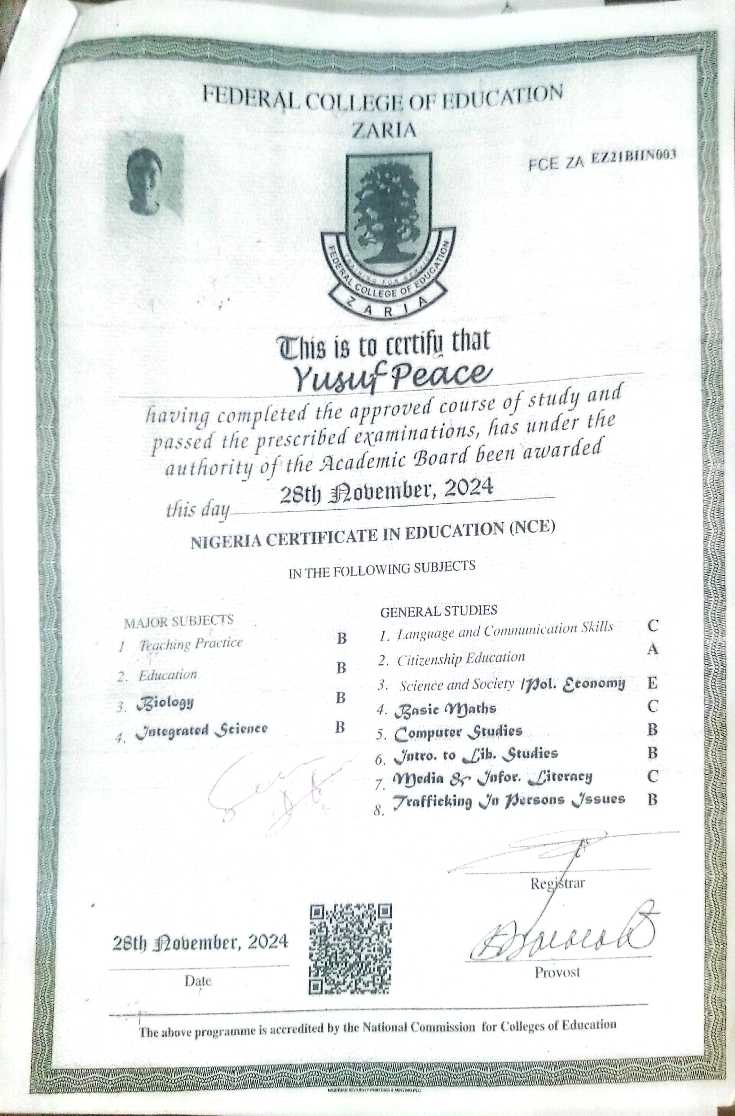 FEDERAL COLLEGE OF EDUCATION
ZARIA
FCE ZA EZ21BIIN003
TRAINING FOR SERVICE
FEDERAL COLLEGE OF EDUCATION
ZARIA
This is to certify that
Yusuf Peace
having completed the approved course of study and
passed the prescribed examinations, has under the
authority of the Academic Board been awarded
this day 28th November, 2024
NIGERIA CERTIFICATE IN EDUCATION (NCE)
IN THE FOLLOWING SUBJECTS
MAJOR SUBJECTS
1 Teaching Practice B
2. Education B
3. Biology B
4. Integrated Science B
GENERAL STUDIES
1. Language and Communication Skills C
2. Citizenship Education A
3. Science and Society /Pol. Economy E
4. Basic Maths C
5. Computer Studies B
6. Intro. to Lib. Studies B
7. Media & Infor. Literacy C
8. Trafficking In Persons Issues B
Registrar
28th November, 2024
Date
Provost
The above programme is accredited by the National Commission for Colleges of Education